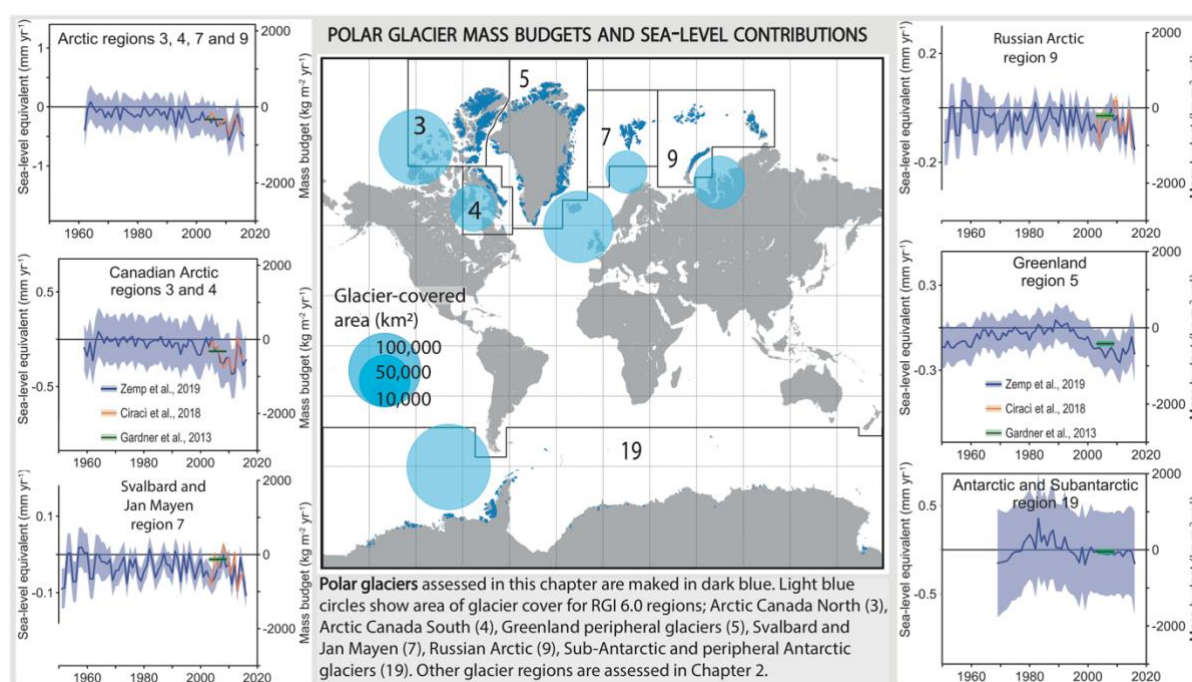 POLAR GLACIER MASS BUDGETS AND SEA-LEVEL CONTRIBUTIONS
Arctic regions 3, 4, 7 and 9
Sea-level equivalent (mm yr⁻¹)
1
0
-1
2000
0
-2000
Mass budget (kg m⁻² yr⁻¹)
1960 1980 2000 2020
Canadian Arctic
regions 3 and 4
Sea-level equivalent (mm yr⁻¹)
0.5
0
-0.5
2000
0
-2000
Mass budget (kg m⁻² yr⁻¹)
Zemp et al., 2019
Ciraci et al., 2018
Gardner et al., 2013
1960 1980 2000 2020
Svalbard and
Jan Mayen
region 7
Sea-level equivalent (mm yr⁻¹)
0.1
0
-0.1
2000
0
-2000
Mass budget (kg m⁻² yr⁻¹)
1960 1980 2000 2020
3
4
5
7
9
19
Glacier-covered
area (km²)
100,000
50,000
10,000
Polar glaciers assessed in this chapter are maked in dark blue. Light blue
circles show area of glacier cover for RGI 6.0 regions; Arctic Canada North (3),
Arctic Canada South (4), Greenland peripheral glaciers (5), Svalbard and
Jan Mayen (7), Russian Arctic (9), Sub-Antarctic and peripheral Antarctic
glaciers (19). Other glacier regions are assessed in Chapter 2.
Russian Arctic
region 9
Sea-level equivalent (mm yr⁻¹)
0.2
0
-0.2
2000
0
-2000
1960 1980 2000 2020
Greenland
region 5
Sea-level equivalent (mm yr⁻¹)
0.3
0
-0.3
2000
0
-2000
Zemp et al., 2019
Ciraci et al., 2018
Gardner et al., 2013
1960 1980 2000 2020
Antarctic and Subantarctic
region 19
Sea-level equivalent (mm yr⁻¹)
0.5
0
-0.5
2000
0
-2000
1960 1980 2000 2020